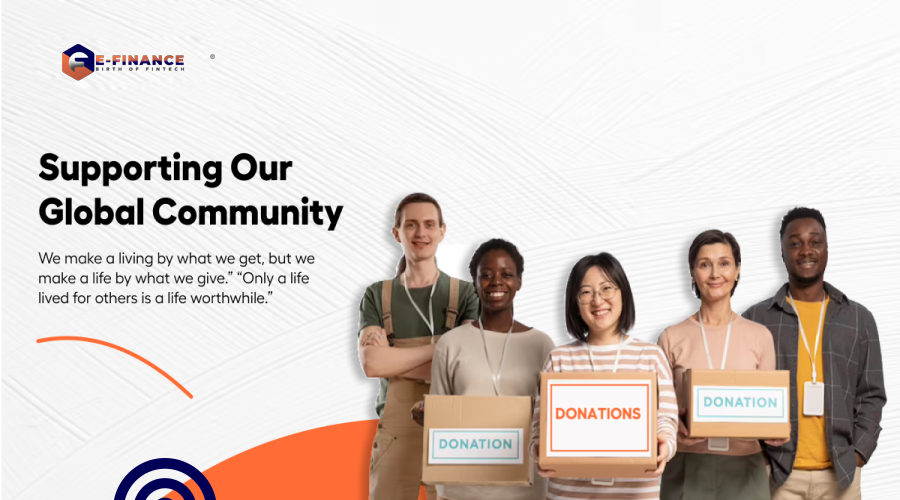 E-FINANCE
BIRTH OF FINTECH
®
Supporting Our
Global Community
We make a living by what we get, but we
make a life by what we give.” “Only a life
lived for others is a life worthwhile.”
DONATION
DONATIONS
DONATION